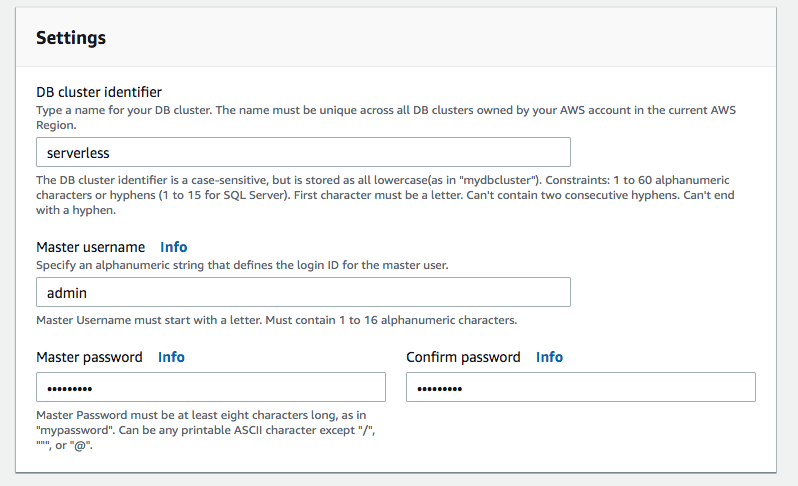 Settings
DB cluster identifier
Type a name for your DB cluster. The name must be unique across all DB clusters owned by your AWS account in the current AWS
Region.
serverless
The DB cluster identifier is a case-sensitive, but is stored as all lowercase(as in "mydbcluster"). Constraints: 1 to 60 alphanumeric
characters or hyphens (1 to 15 for SQL Server). First character must be a letter. Can't contain two consecutive hyphens. Can't end
with a hyphen.
Master username Info
Specify an alphanumeric string that defines the login ID for the master user.
admin
Master Username must start with a letter. Must contain 1 to 16 alphanumeric characters.
Master password Info
•••••••••
Master Password must be at least eight characters long, as in
"mypassword". Can be any printable ASCII character except "/",
""", or "@".
Confirm password Info
•••••••••